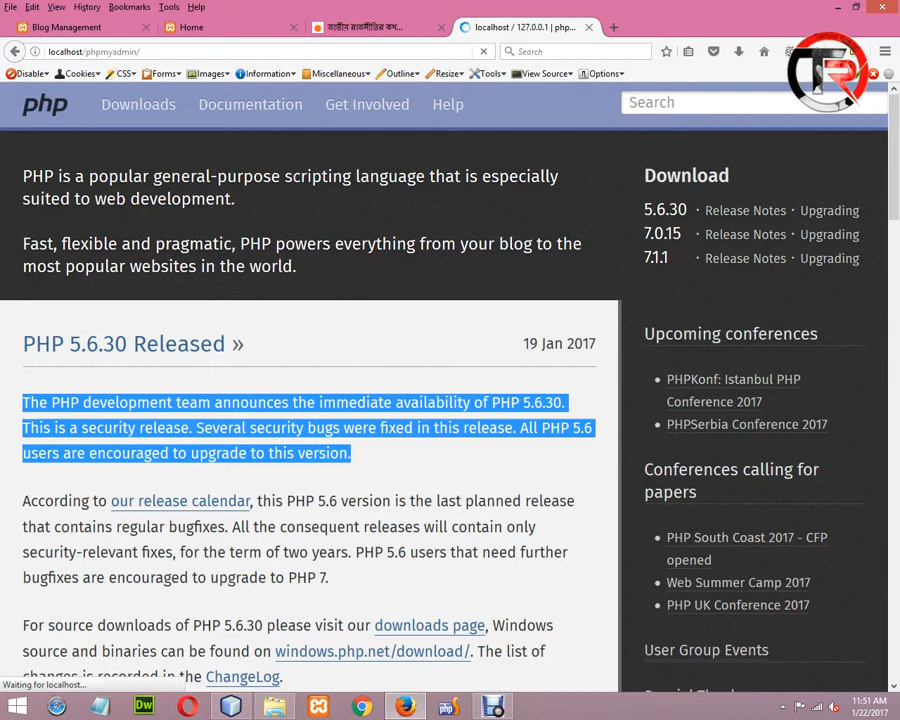 File Edit View History Bookmarks Tools Help
Blog Management
Home
জাতীয় রাজনীতির কথ...
localhost / 127.0.0.1 | php...
localhost/phpmyadmin/
Search
Disable Cookies CSS Forms Images Information Miscellaneous Outline Resize Tools View Source Options
php Downloads Documentation Get Involved Help Search
PHP is a popular general-purpose scripting language that is especially
suited to web development.
Fast, flexible and pragmatic, PHP powers everything from your blog to the
most popular websites in the world.
Download
5.6.30 · Release Notes · Upgrading
7.0.15 · Release Notes · Upgrading
7.1.1 · Release Notes · Upgrading
PHP 5.6.30 Released »
19 Jan 2017
The PHP development team announces the immediate availability of PHP 5.6.30.
This is a security release. Several security bugs were fixed in this release. All PHP 5.6
users are encouraged to upgrade to this version.
According to our release calendar, this PHP 5.6 version is the last planned release
that contains regular bugfixes. All the consequent releases will contain only
security-relevant fixes, for the term of two years. PHP 5.6 users that need further
bugfixes are encouraged to upgrade to PHP 7.
For source downloads of PHP 5.6.30 please visit our downloads page, Windows
source and binaries can be found on windows.php.net/download/. The list of
changes is recorded in the ChangeLog.
Upcoming conferences
PHPKonf: Istanbul PHP
Conference 2017
PHPSerbia Conference 2017
Conferences calling for
papers
PHP South Coast 2017 - CFP
opened
Web Summer Camp 2017
PHP UK Conference 2017
User Group Events
Waiting for localhost...
Dw
11:51 AM
1/22/2017